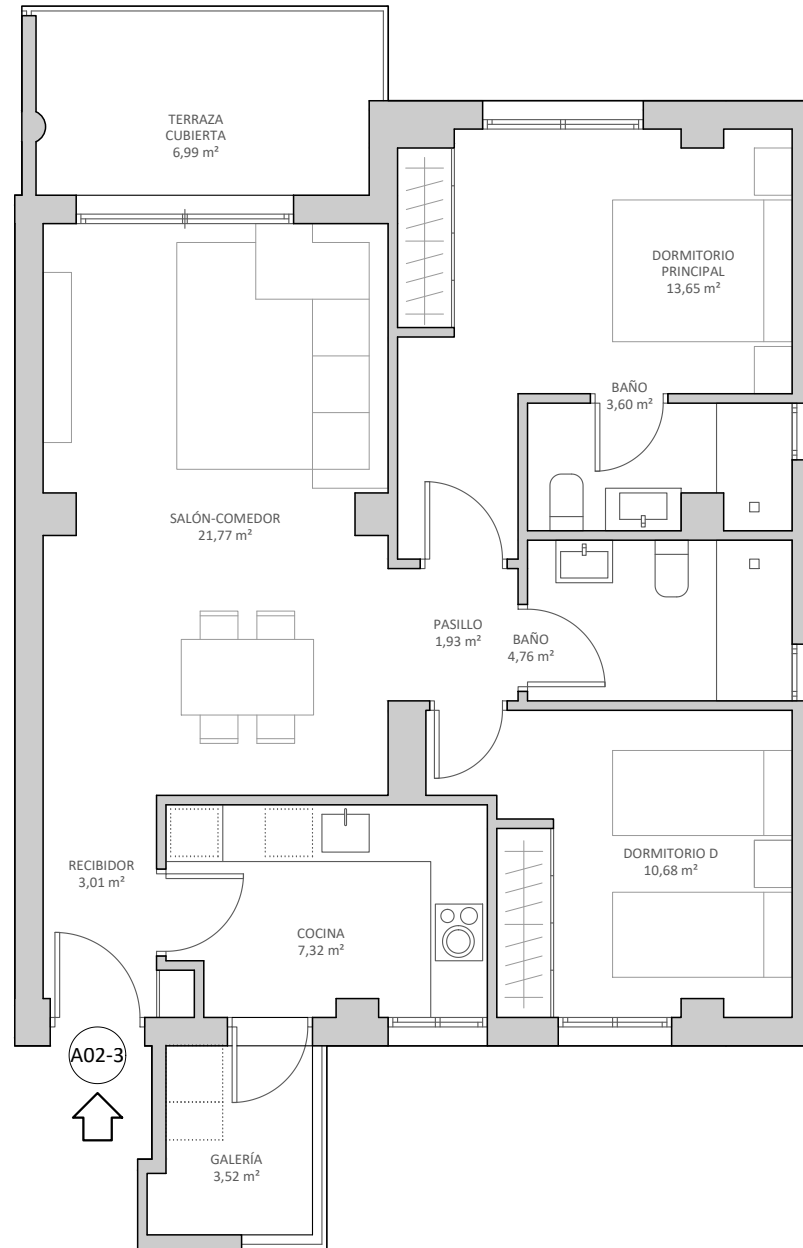 TERRAZA
CUBIERTA
6,99 m²
DORMITORIO
PRINCIPAL
13,65 m²
BAÑO
3,60 m²
SALÓN-COMEDOR
21,77 m²
PASILLO
1,93 m²
BAÑO
4,76 m²
RECIBIDOR
3,01 m²
DORMITORIO D
10,68 m²
COCINA
7,32 m²
A02-3
GALERÍA
3,52 m²